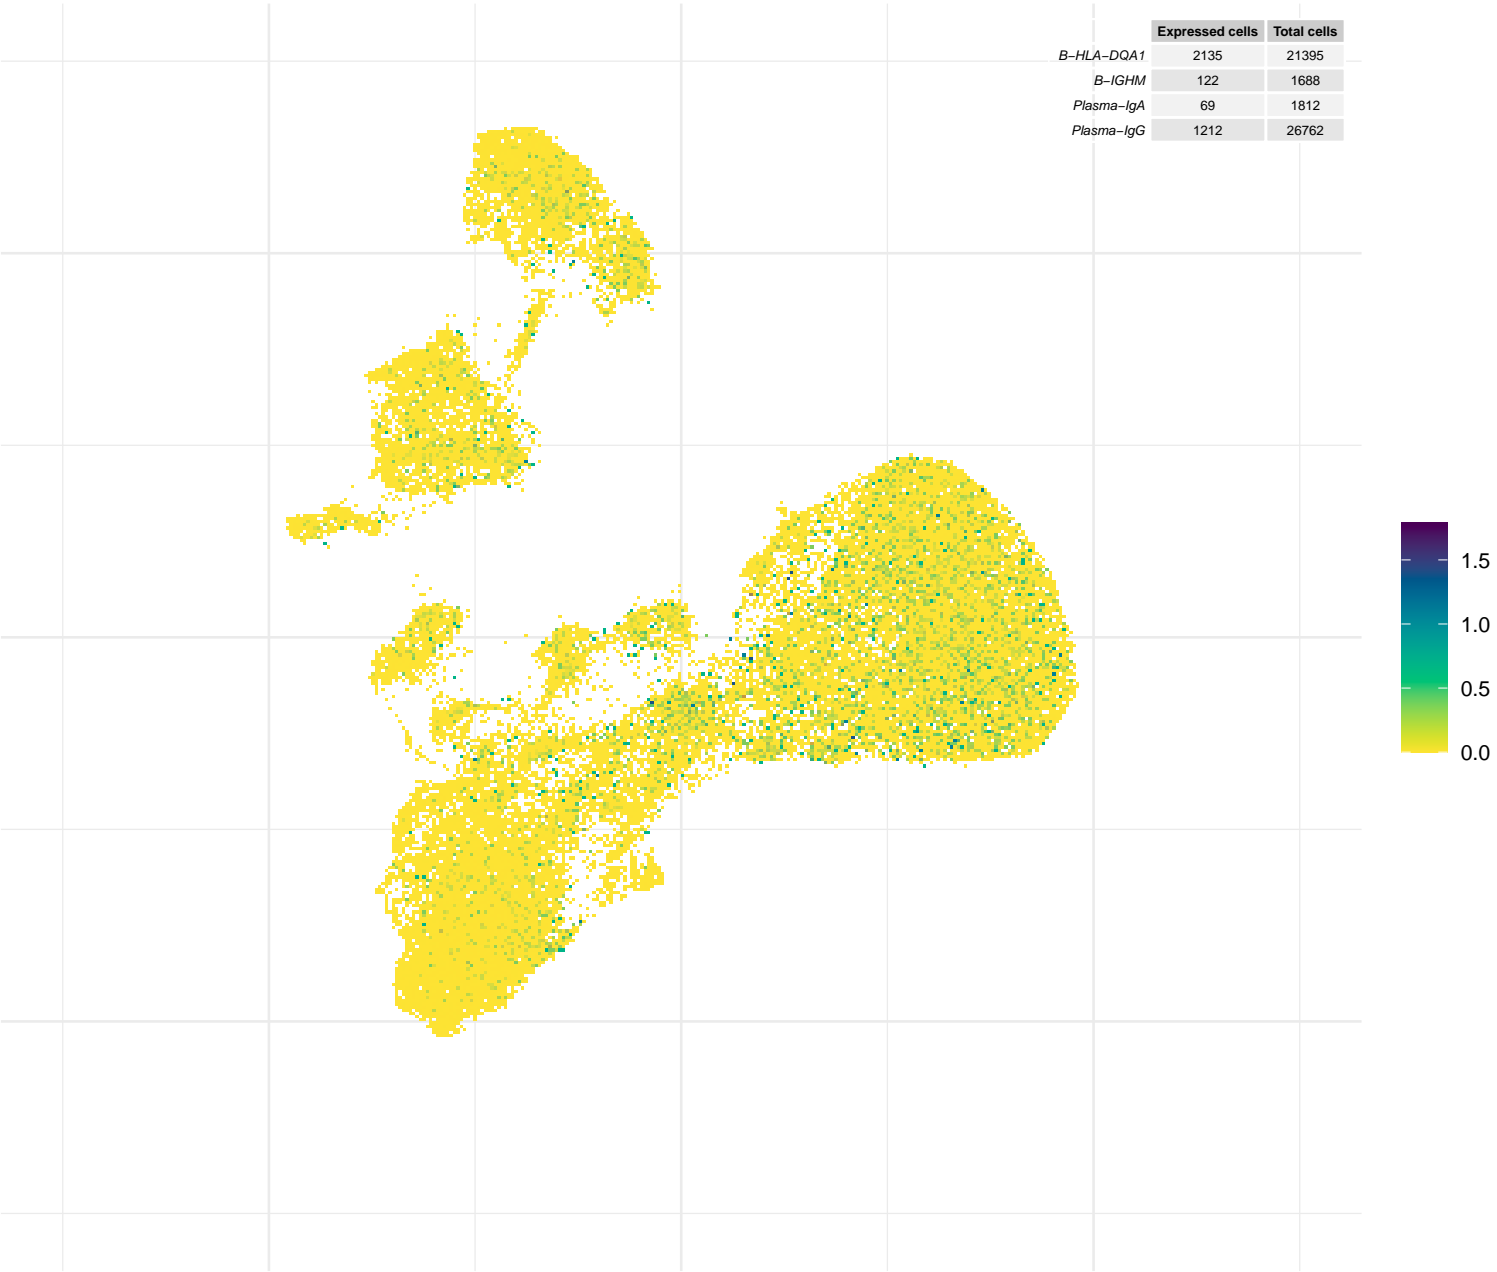 Expressed cells Total cells
B−HLA−DQA1 2135 21395
B−IGHM 122 1688
Plasma−IgA 69 1812
Plasma−IgG 1212 26762
1.5
1.0
0.5
0.0